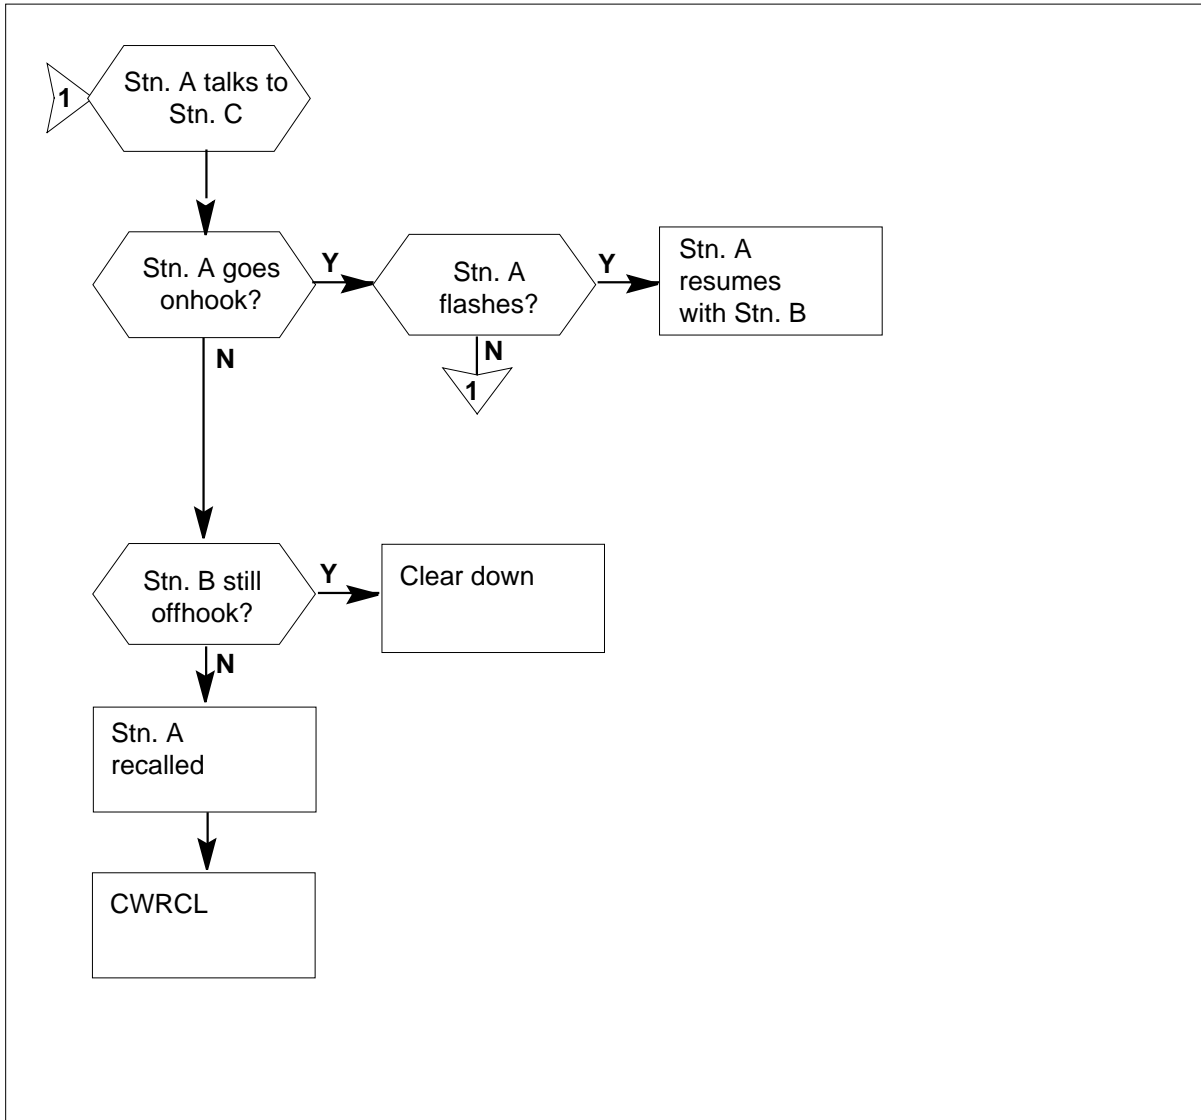 1
Stn. A talks to
Stn. C
Stn. A goes
onhook?
Y
Stn. A
flashes?
Y
Stn. A
resumes
with Stn. B
N
N
1
Stn. B still
offhook?
Y
Clear down
N
Stn. A
recalled
CWRCL